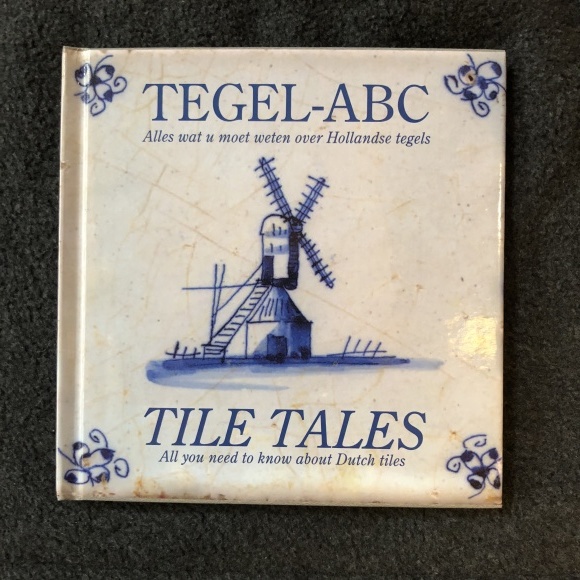 TEGEL-ABC
Alles wat u moet weten over Hollandse tegels
TILE TALES
All you need to know about Dutch tiles